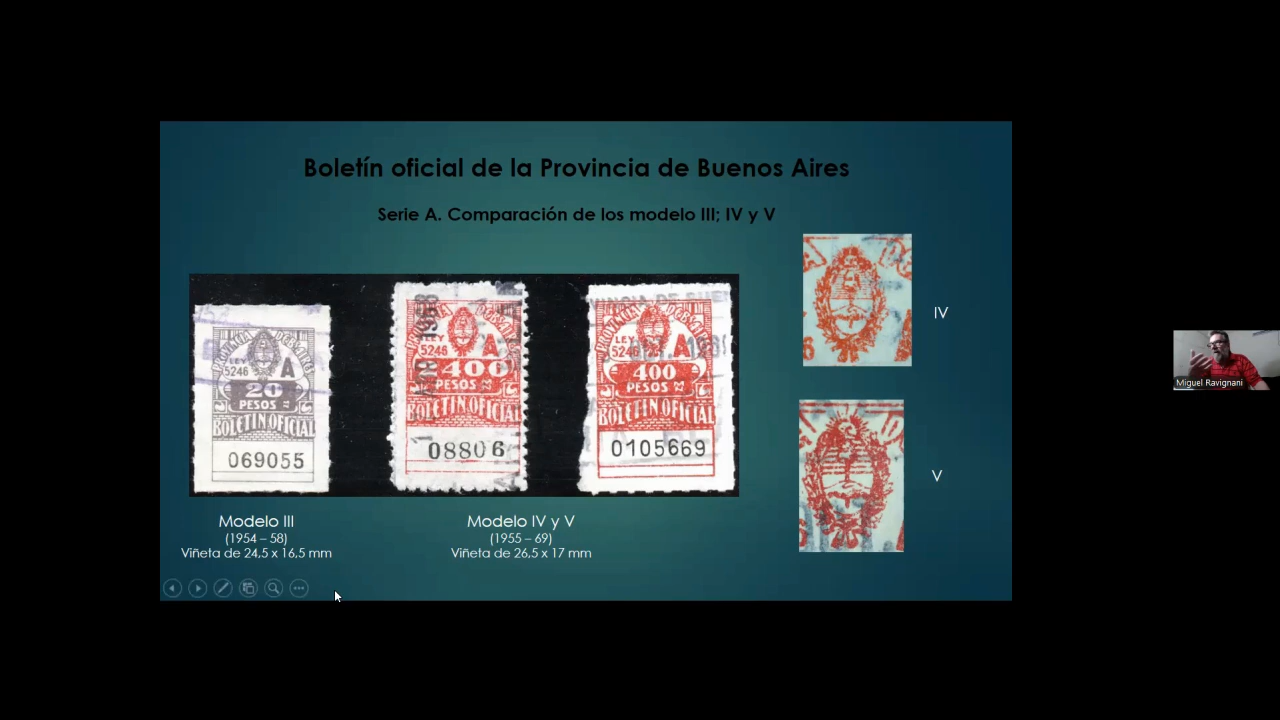 Boletín oficial de la Provincia de Buenos Aires
Serie A. Comparación de los modelo III; IV y V
LEY
5246
A
20
PESOS M/N
BOLETIN OFICIAL
069055
PROVINCIA DE BS. AIRES
LEY
5246
A
400
PESOS M/N
BOLETIN OFICIAL
08806
PROVINCIA DE BS. AIRES
LEY
5246
A
400
PESOS M/N
BOLETIN OFICIAL
0105669
IV
V
Modelo III
(1954 – 58)
Viñeta de 24,5 x 16,5 mm
Modelo IV y V
(1955 – 69)
Viñeta de 26,5 x 17 mm
Miguel Ravignani